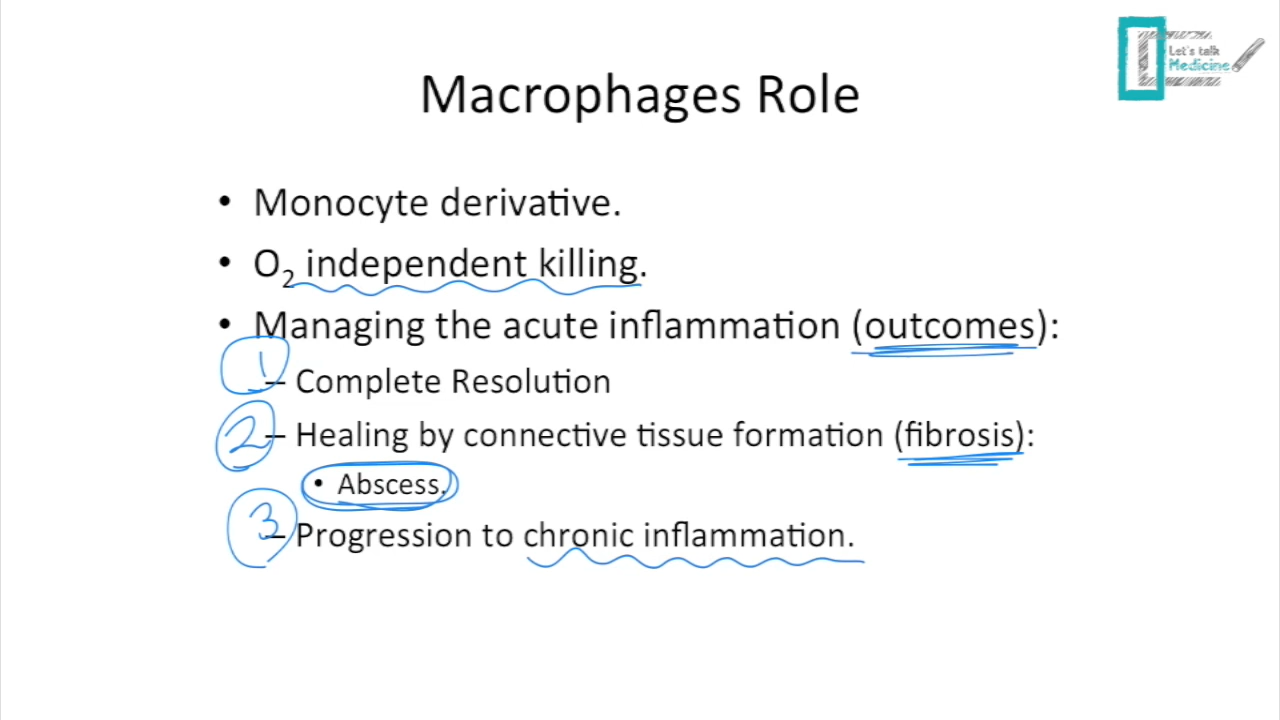 Let's talk
Medicine
Macrophages Role
• Monocyte derivative.
• O₂ independent killing.
• Managing the acute inflammation (outcomes):
1
– Complete Resolution
2
– Healing by connective tissue formation (fibrosis):
• Abscess.
3
– Progression to chronic inflammation.